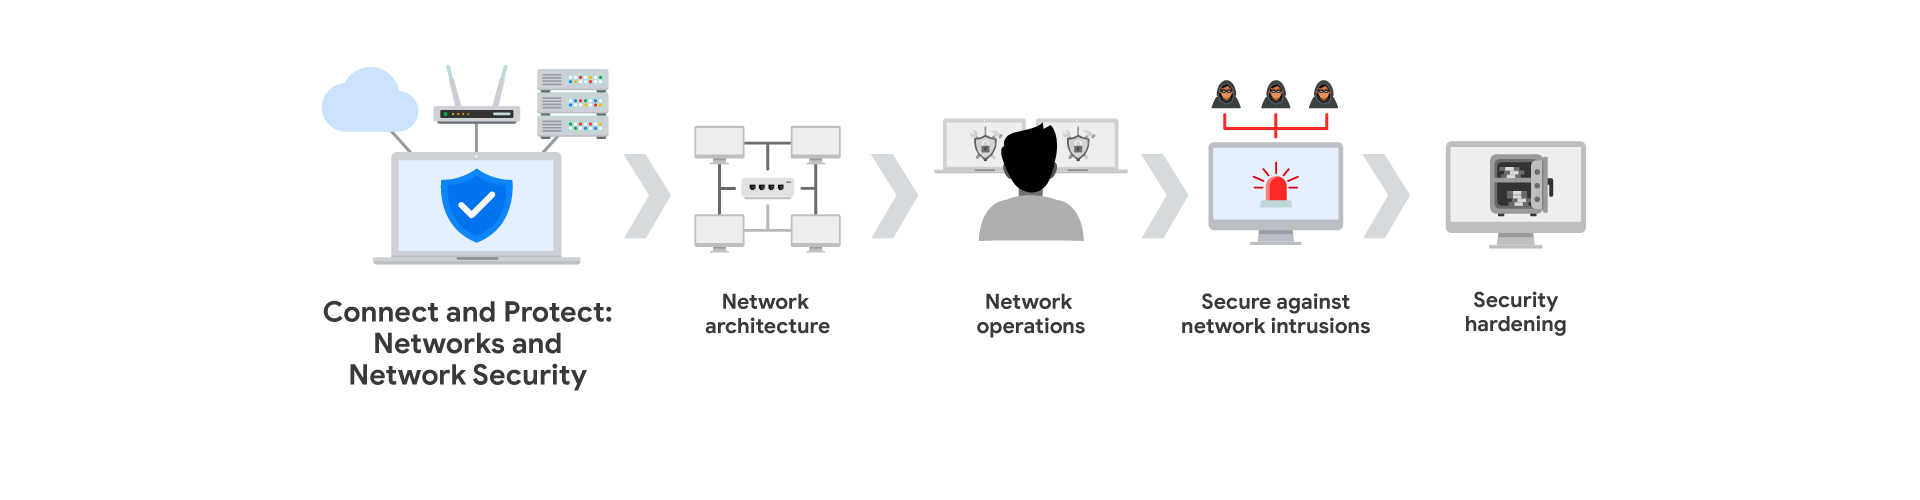 Connect and Protect:
Networks and
Network Security
Network
architecture
Network
operations
Secure against
network intrusions
Security
hardening